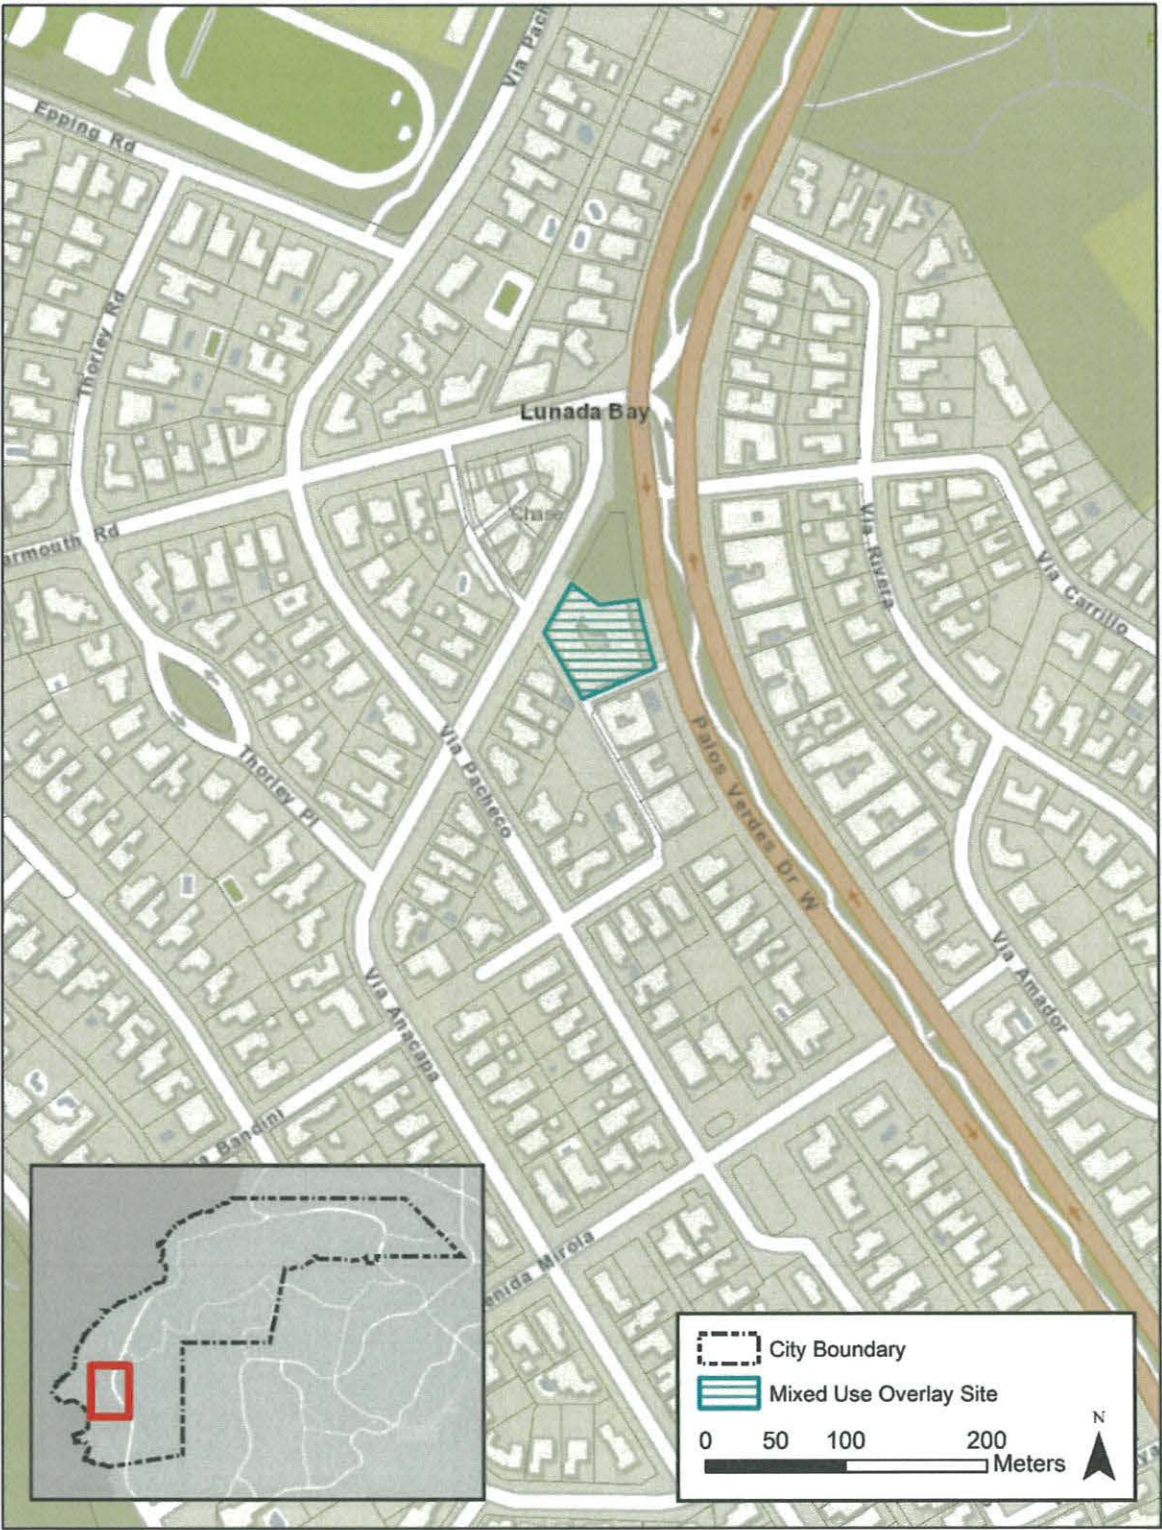 Via Pach
Epping Rd
Thorley Rd
Lunada Bay
Chase
armouth Rd
Via Rivera
Via Carrillo
Thorley Pl
Via Pacheco
Palos Verdes Dr W
Via Anacapa
Via Amador
a Bandini
enida Mirola
City Boundary
Mixed Use Overlay Site
N
0 50 100 200
Meters